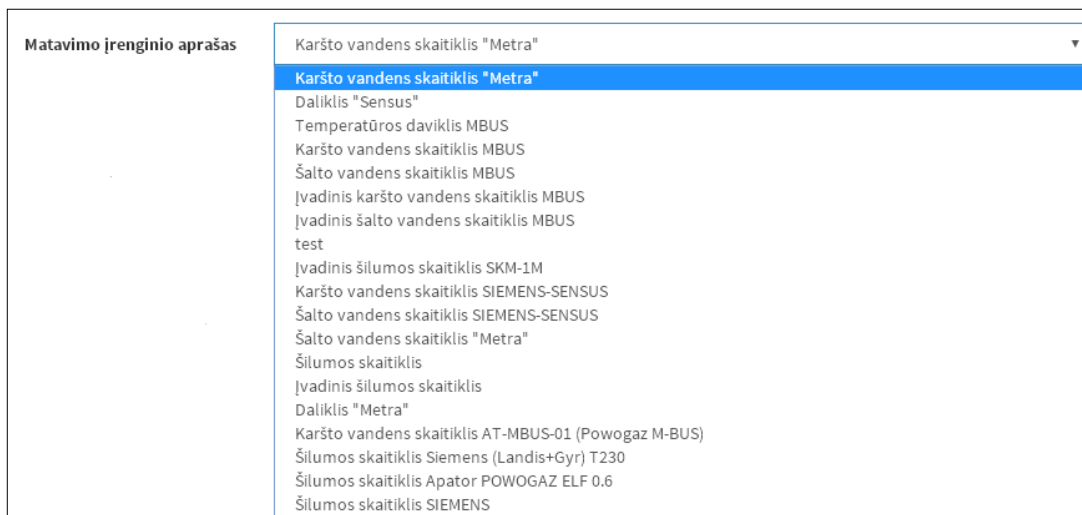 Matavimo įrenginio aprašas
Karšto vandens skaitiklis "Metra"
Karšto vandens skaitiklis "Metra"
Daliklis "Sensus"
Temperatūros daviklis MBUS
Karšto vandens skaitiklis MBUS
Šalto vandens skaitiklis MBUS
Įvadinis karšto vandens skaitiklis MBUS
Įvadinis šalto vandens skaitiklis MBUS
test
Įvadinis šilumos skaitiklis SKM-1M
Karšto vandens skaitiklis SIEMENS-SENSUS
Šalto vandens skaitiklis SIEMENS-SENSUS
Šalto vandens skaitiklis "Metra"
Šilumos skaitiklis
Įvadinis šilumos skaitiklis
Daliklis "Metra"
Karšto vandens skaitiklis AT-MBUS-01 (Powogaz M-BUS)
Šilumos skaitiklis Siemens (Landis+Gyr) T230
Šilumos skaitiklis Apator POWOGAZ ELF 0.6
Šilumos skaitiklis SIEMENS